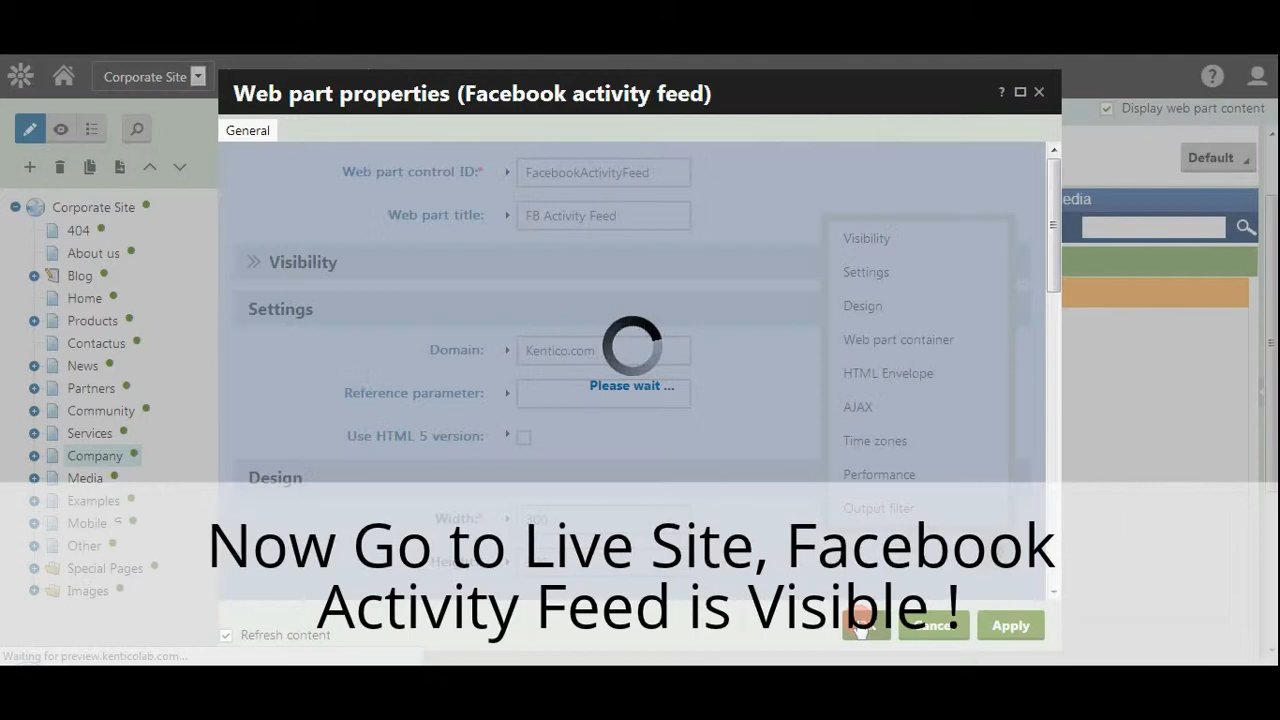 Corporate Site
Web part properties (Facebook activity feed)
?
General
Display web part content
Default
edia
Web part control ID:*
FacebookActivityFeed
Web part title:
FB Activity Feed
Visibility
Settings
Domain:
Kentico.com
Reference parameter:
Use HTML 5 version:
Design
Width:*
300
Please wait ...
Visibility
Settings
Design
Web part container
HTML Envelope
AJAX
Time zones
Performance
Output filter
Corporate Site
404
About us
Blog
Home
Products
Contactus
News
Partners
Community
Services
Company
Media
Examples
Mobile
Other
Special Pages
Images
Now Go to Live Site, Facebook
Activity Feed is Visible !
Refresh content
Cancel
Apply
Waiting for preview.kenticolab.com...